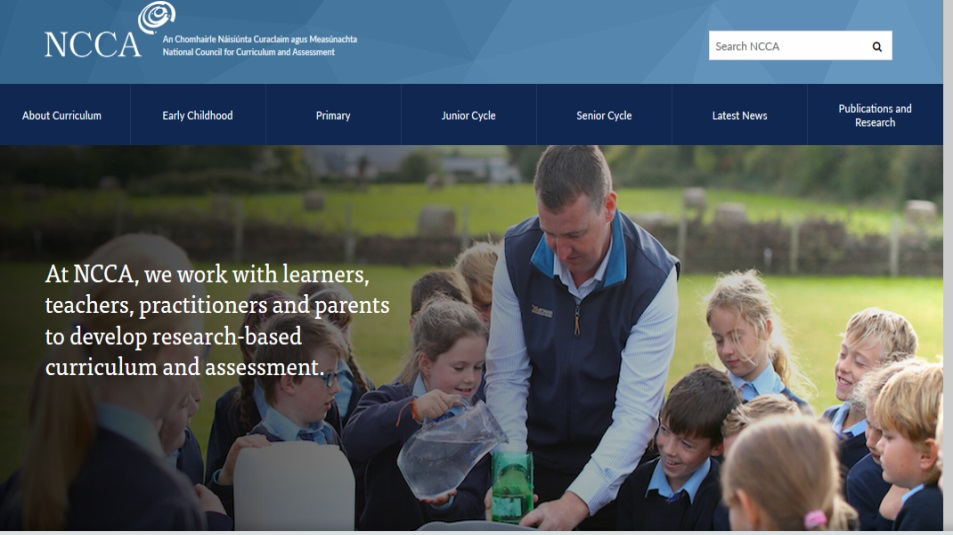 NCCA
An Chomhairle Náisiúnta Curaclaim agus Measúnachta
National Council for Curriculum and Assessment
Search NCCA
About Curriculum
Early Childhood
Primary
Junior Cycle
Senior Cycle
Latest News
Publications and
Research
At NCCA, we work with learners,
teachers, practitioners and parents
to develop research-based
curriculum and assessment.